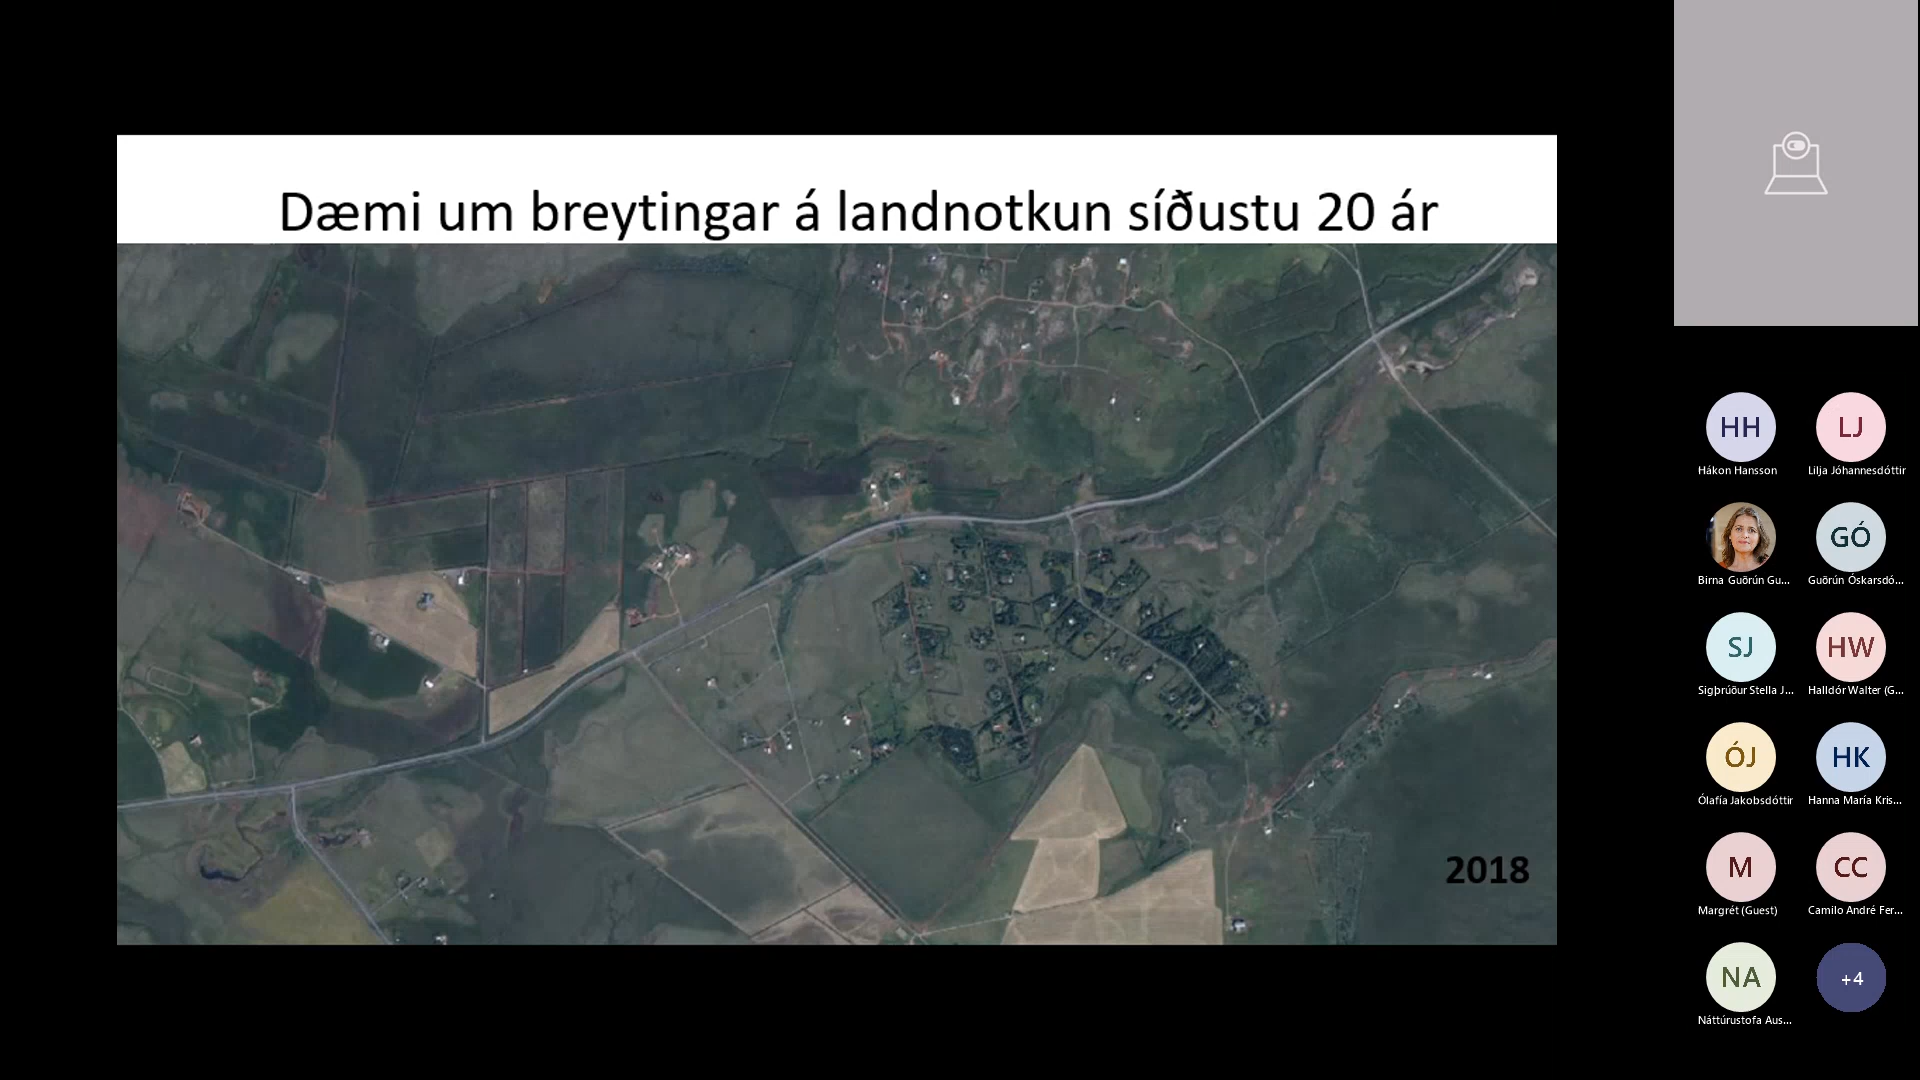 Dæmi um breytingar á landnotkun síðustu 20 ár
2018
HH
Hákon Hansson
LJ
Lilja Jóhannesdóttir
Birna Guðrún Gu...
GÓ
Guðrún Óskarsdó...
SJ
Sigþrúður Stella J...
HW
Halldór Walter (G...
ÓJ
Ólafía Jakobsdóttir
HK
Hanna María Kris...
M
Margrét (Guest)
CC
Camilo André Fer...
NA
Náttúrustofa Aus...
+4